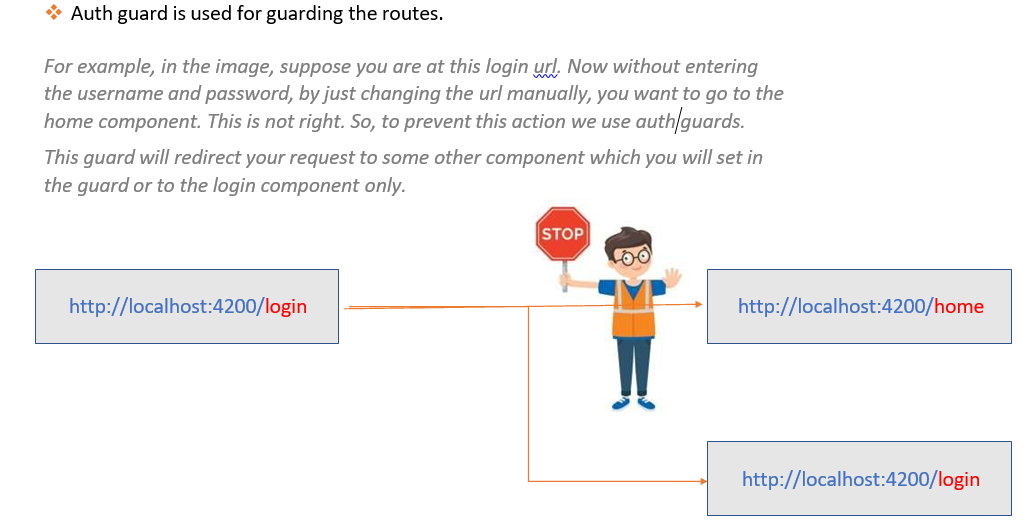 Auth guard is used for guarding the routes.
For example, in the image, suppose you are at this login url. Now without entering
the username and password, by just changing the url manually, you want to go to the
home component. This is not right. So, to prevent this action we use auth guards.
This guard will redirect your request to some other component which you will set in
the guard or to the login component only.
STOP
http://localhost:4200/login
http://localhost:4200/home
http://localhost:4200/login